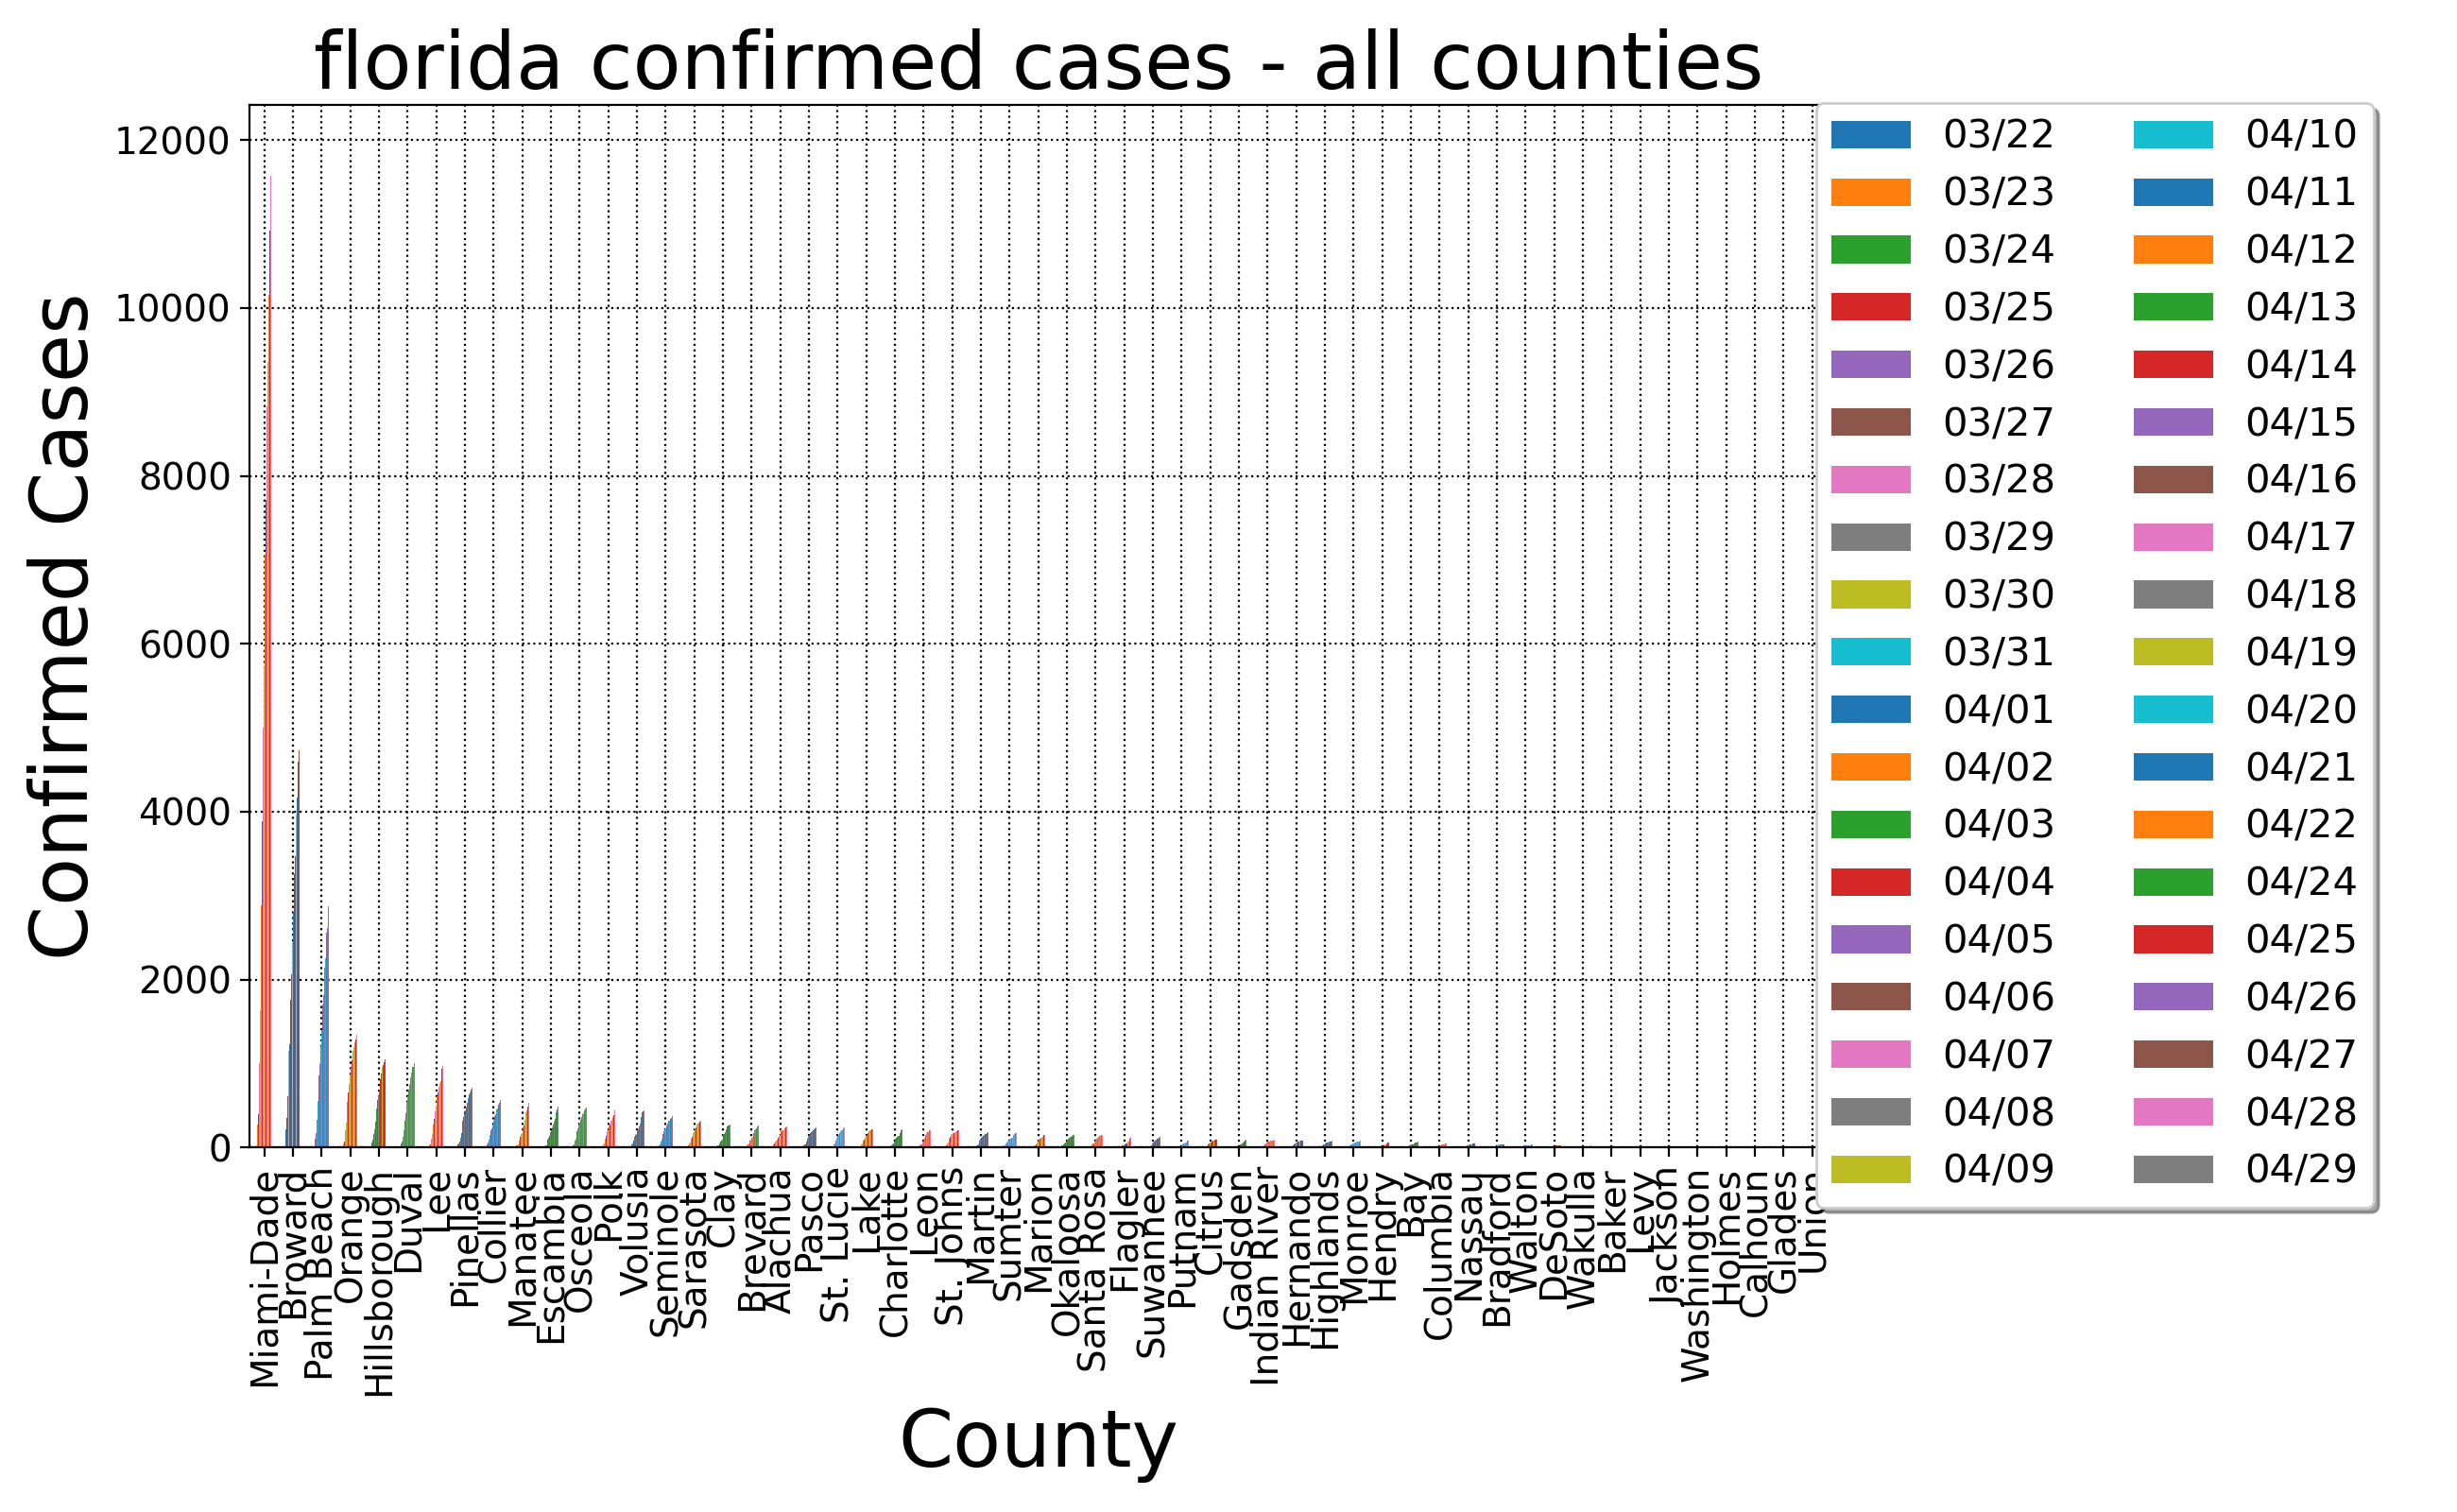 florida confirmed cases - all counties
Confirmed Cases
12000
10000
8000
6000
4000
2000
0
Miami-Dade
Broward
Palm Beach
Orange
Hillsborough
Duval
Lee
Pinellas
Collier
Manatee
Escambia
Osceola
Polk
Volusia
Seminole
Sarasota
Clay
Brevard
Alachua
Pasco
St. Lucie
Lake
Charlotte
Leon
St. Johns
Martin
Sumter
Marion
Okaloosa
Santa Rosa
Flagler
Suwannee
Putnam
Citrus
Gadsden
Indian River
Hernando
Highlands
Monroe
Hendry
Bay
Columbia
Nassau
Bradford
Walton
DeSoto
Wakulla
Baker
Levy
Jackson
Washington
Holmes
Calhoun
Glades
Union
County
03/22
03/23
03/24
03/25
03/26
03/27
03/28
03/29
03/30
03/31
04/01
04/02
04/03
04/04
04/05
04/06
04/07
04/08
04/09
04/10
04/11
04/12
04/13
04/14
04/15
04/16
04/17
04/18
04/19
04/20
04/21
04/22
04/24
04/25
04/26
04/27
04/28
04/29